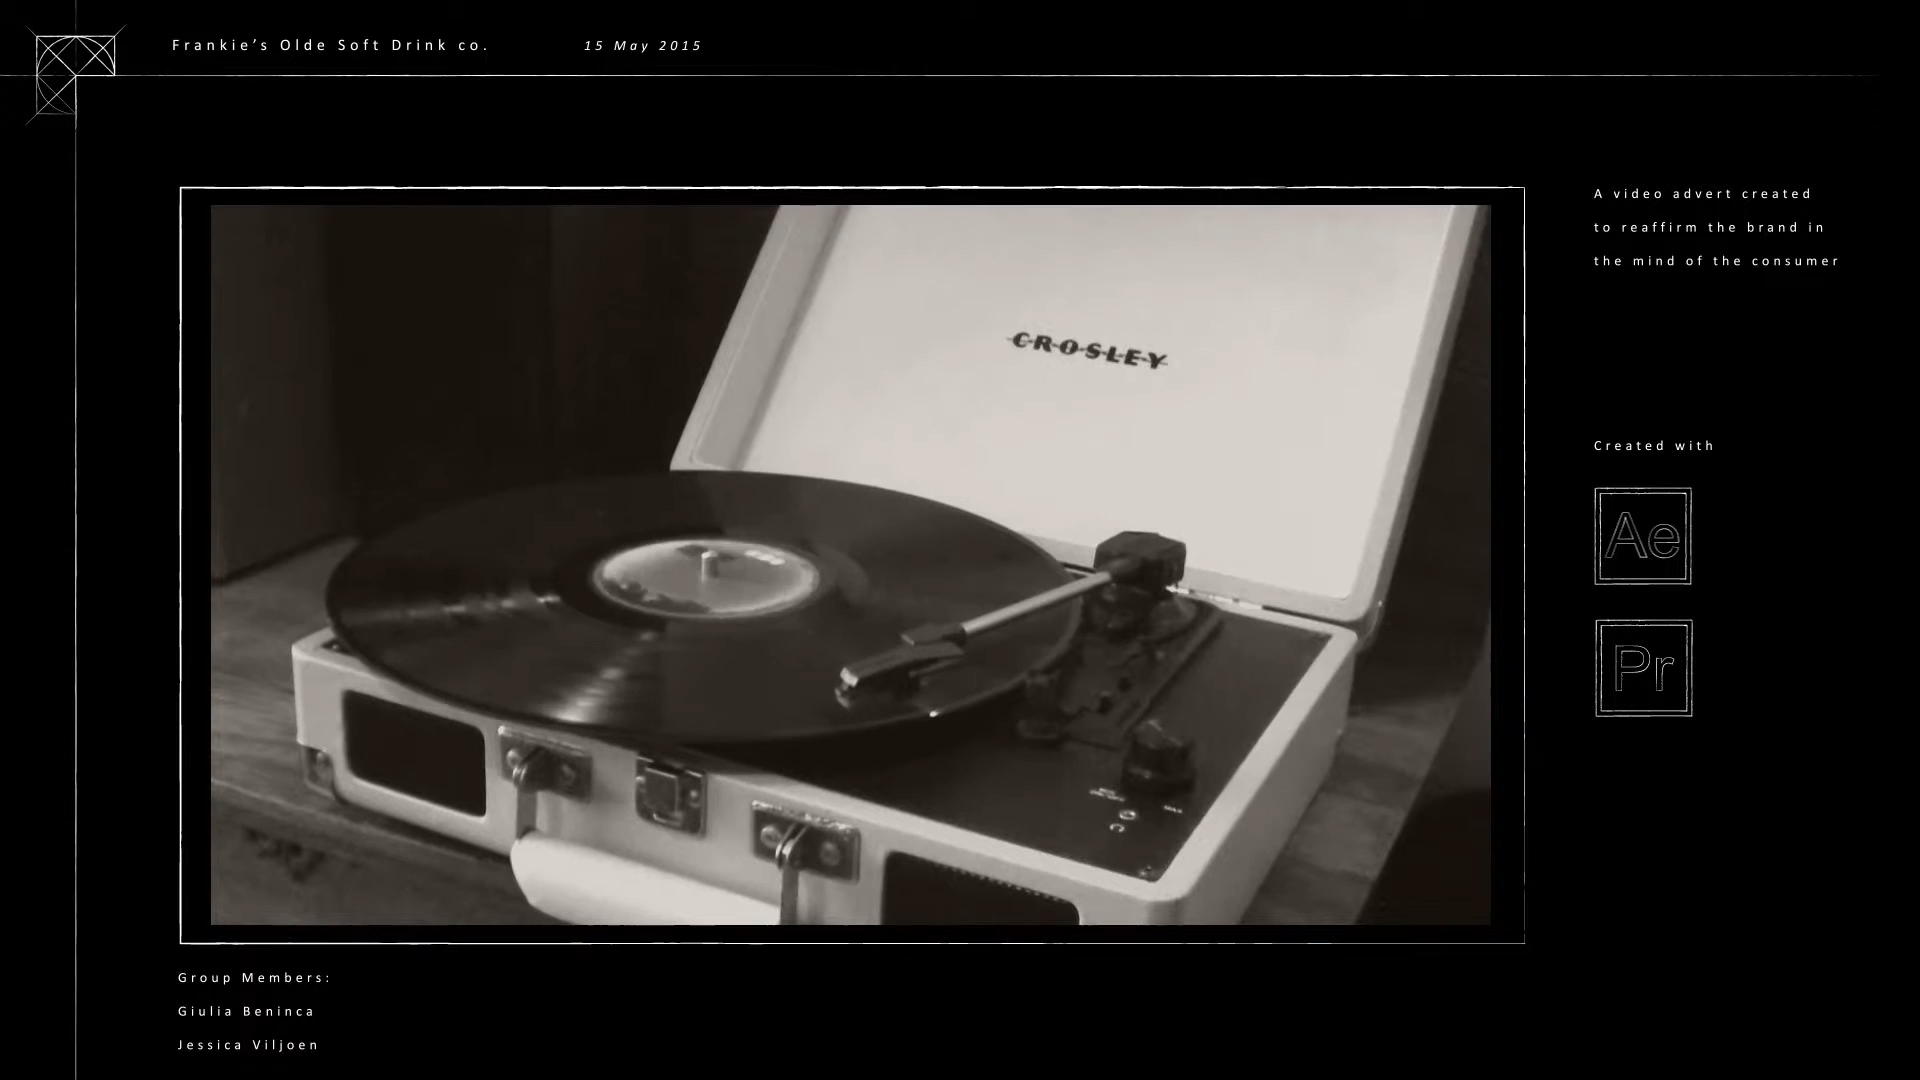 Frankie’s Olde Soft Drink co.
15 May 2015
A video advert created
to reaffirm the brand in
the mind of the consumer
CROSLEY
Created with
Ae
Pr
Group Members:
Giulia Beninca
Jessica Viljoen